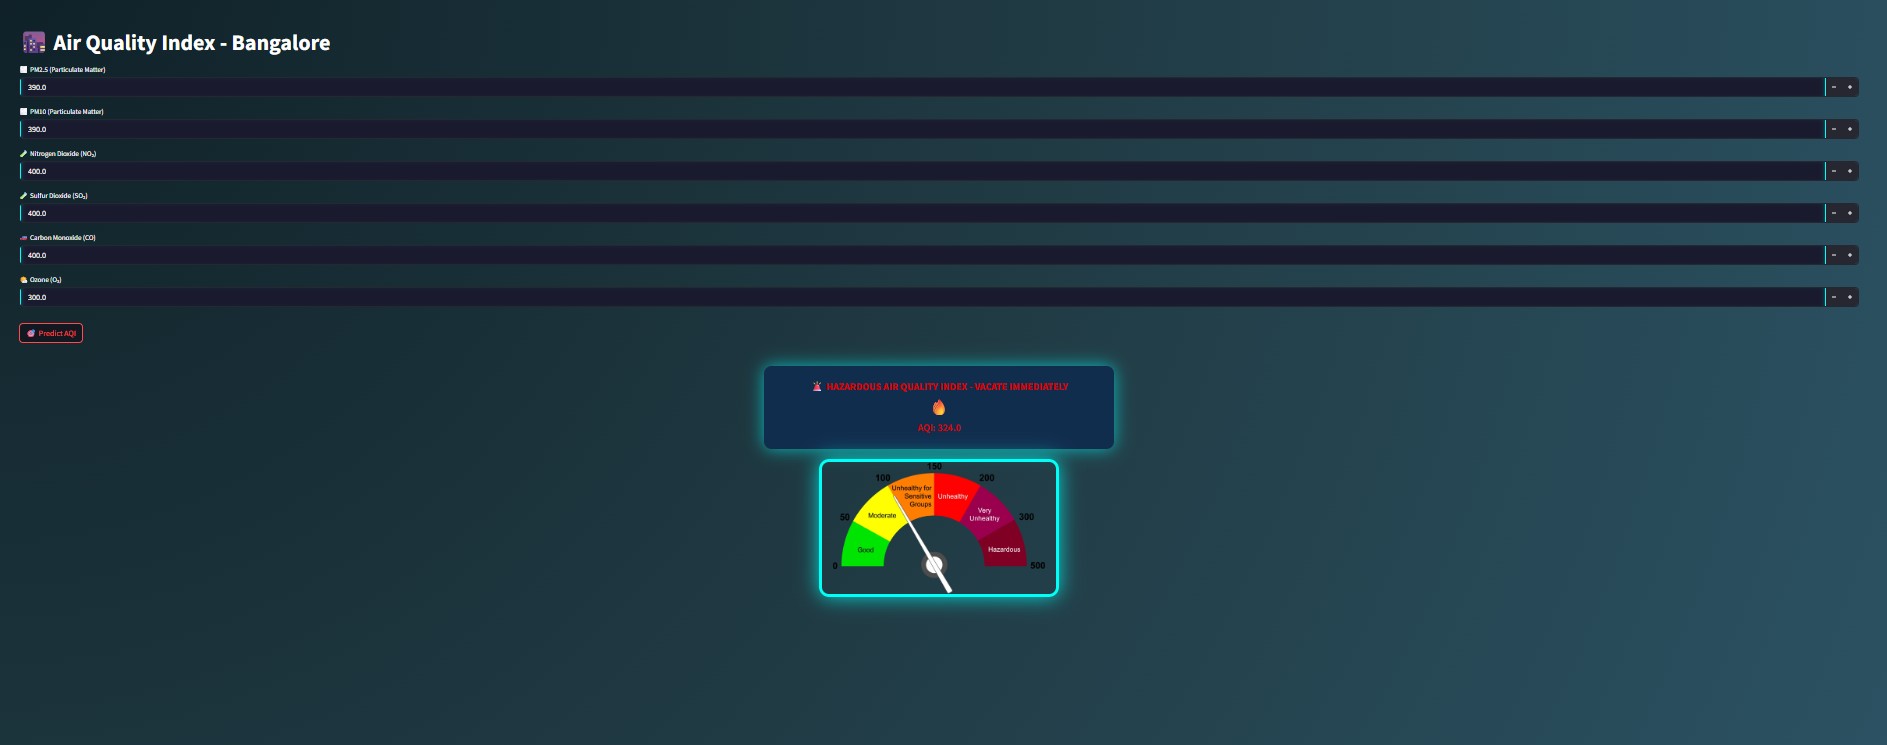 Air Quality Index - Bangalore
PM2.5 (Particulate Matter)
390.0
PM10 (Particulate Matter)
390.0
Nitrogen Dioxide (NO₂)
400.0
Sulfur Dioxide (SO₂)
400.0
Carbon Monoxide (CO)
400.0
Ozone (O₃)
300.0
Predict AQI
HAZARDOUS AIR QUALITY INDEX - VACATE IMMEDIATELY
AQI: 324.0
0
50
100
150
200
300
500
Good
Moderate
Unhealthy for
Sensitive
Groups
Unhealthy
Very
Unhealthy
Hazardous